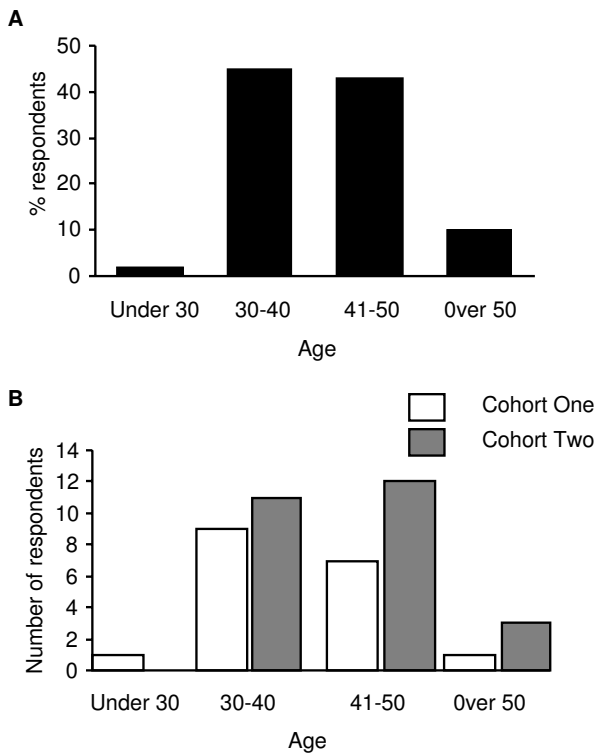 A
50
40
30
20
10
0
% respondents
Under 30 30-40 41-50 0ver 50
Age
B
Cohort One
Cohort Two
14
12
10
8
6
4
2
0
Number of respondents
Under 30 30-40 41-50 0ver 50
Age